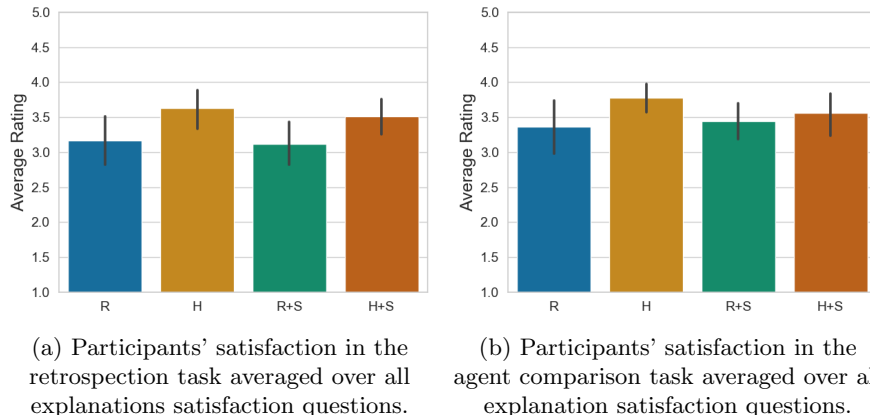 5.0
4.5
4.0
3.5
3.0
2.5
2.0
1.5
1.0
Average Rating
R H R+S H+S
(a) Participants' satisfaction in the
retrospection task averaged over all
explanations satisfaction questions.
5.0
4.5
4.0
3.5
3.0
2.5
2.0
1.5
1.0
Average Rating
R H R+S H+S
(b) Participants' satisfaction in the
agent comparison task averaged over al
explanation satisfaction questions.